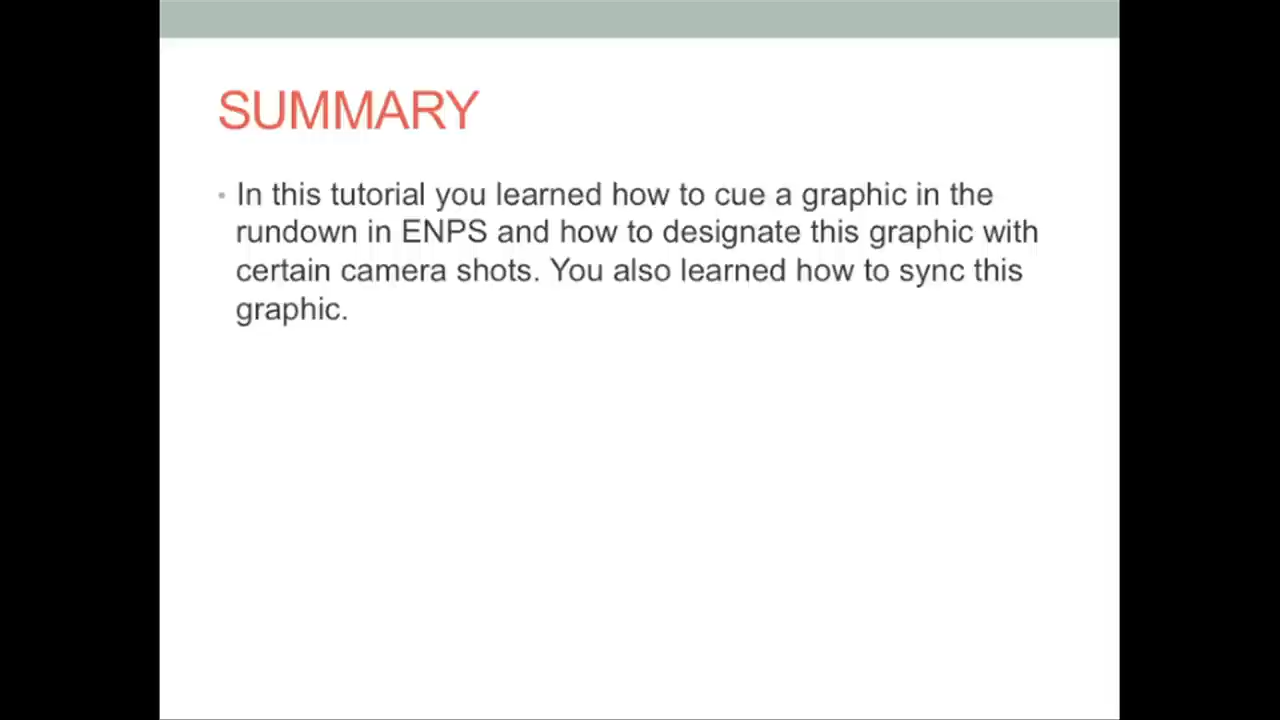 SUMMARY
• In this tutorial you learned how to cue a graphic in the
rundown in ENPS and how to designate this graphic with
certain camera shots. You also learned how to sync this
graphic.